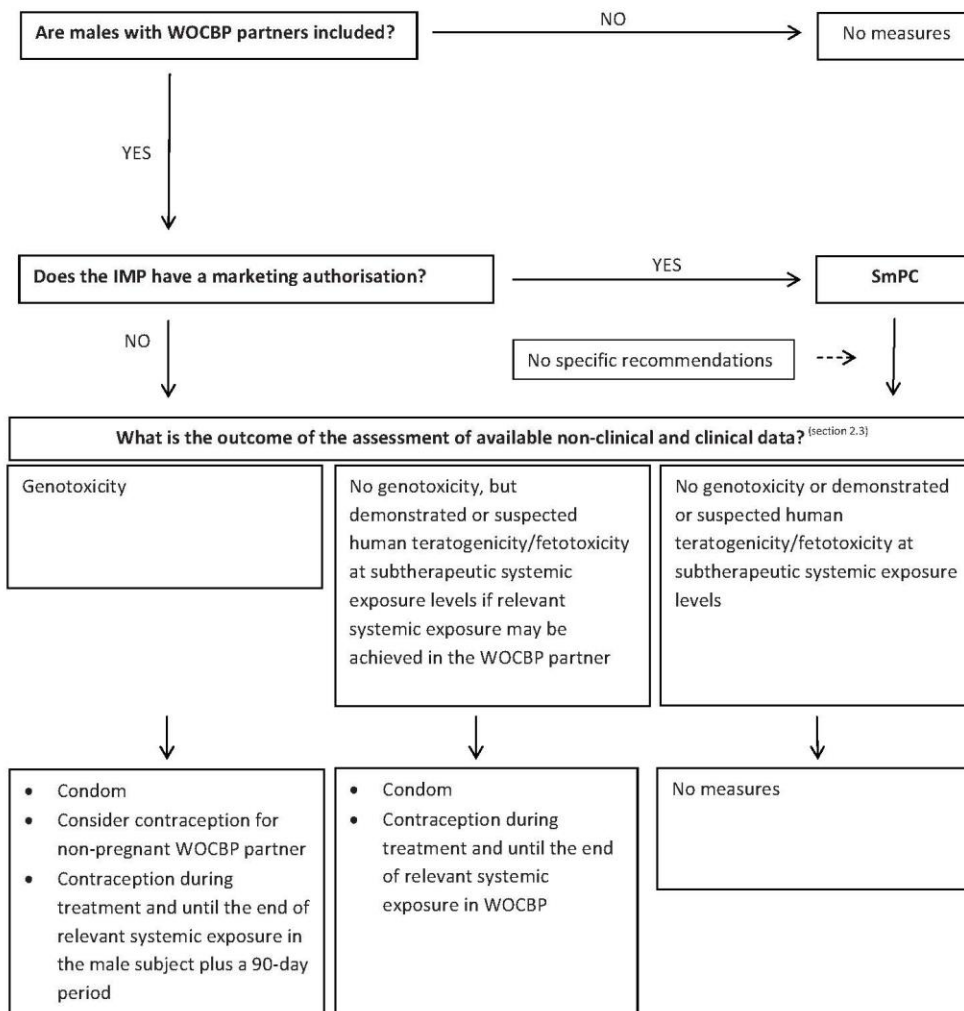 Are males with WOCBP partners included?
NO
No measures
YES
Does the IMP have a marketing authorisation?
YES
SmPC
NO
No specific recommendations
What is the outcome of the assessment of available non-clinical and clinical data? (section 2.3)
Genotoxicity
No genotoxicity, but
demonstrated or suspected
human teratogenicity/fetotoxicity
at subtherapeutic systemic
exposure levels if relevant
systemic exposure may be
achieved in the WOCBP partner
No genotoxicity or demonstrated
or suspected human
teratogenicity/fetotoxicity at
subtherapeutic systemic exposure
levels
• Condom
• Consider contraception for
non-pregnant WOCBP partner
• Contraception during
treatment and until the end of
relevant systemic exposure in
the male subject plus a 90-day
period
• Condom
• Contraception during
treatment and until the end
of relevant systemic
exposure in WOCBP
No measures